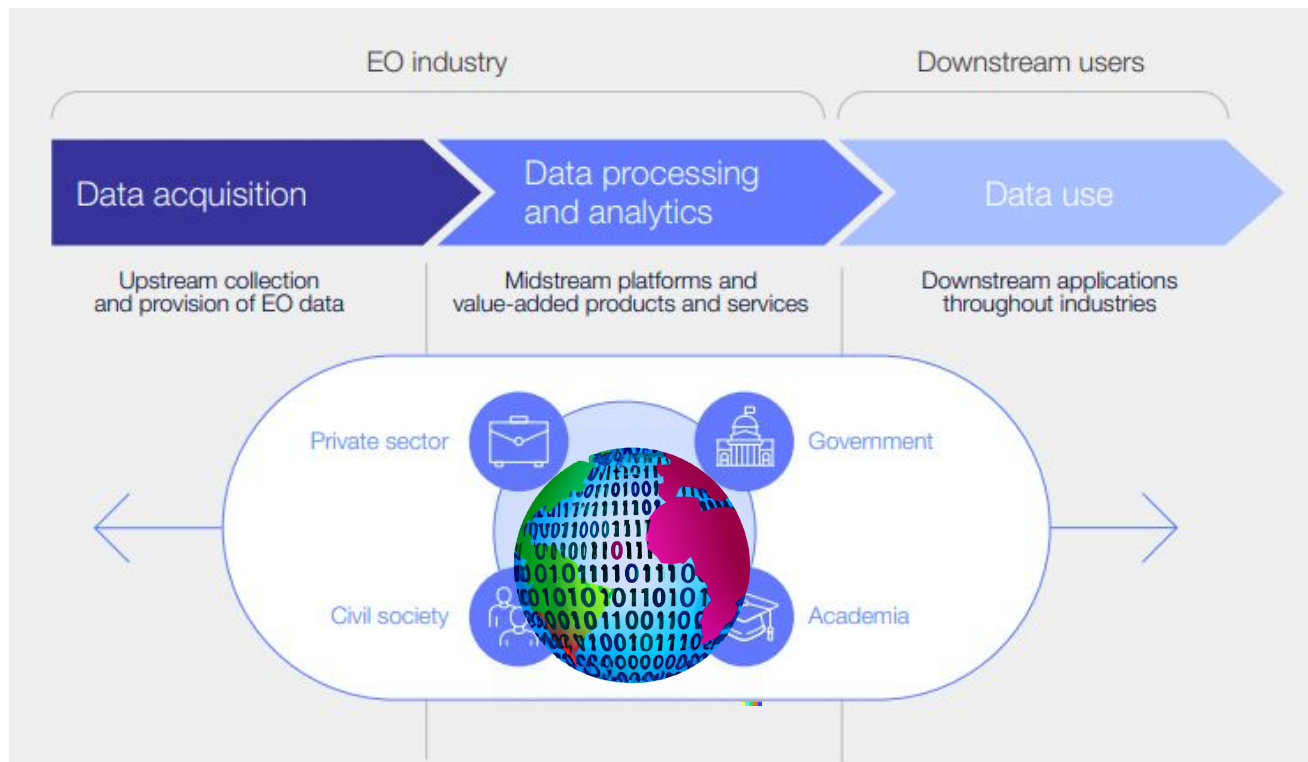 EO industry
Downstream users
Data acquisition
Data processing
and analytics
Data use
Upstream collection
and provision of EO data
Midstream platforms and
value-added products and services
Downstream applications
throughout industries
Private sector
Government
Civil society
Academia